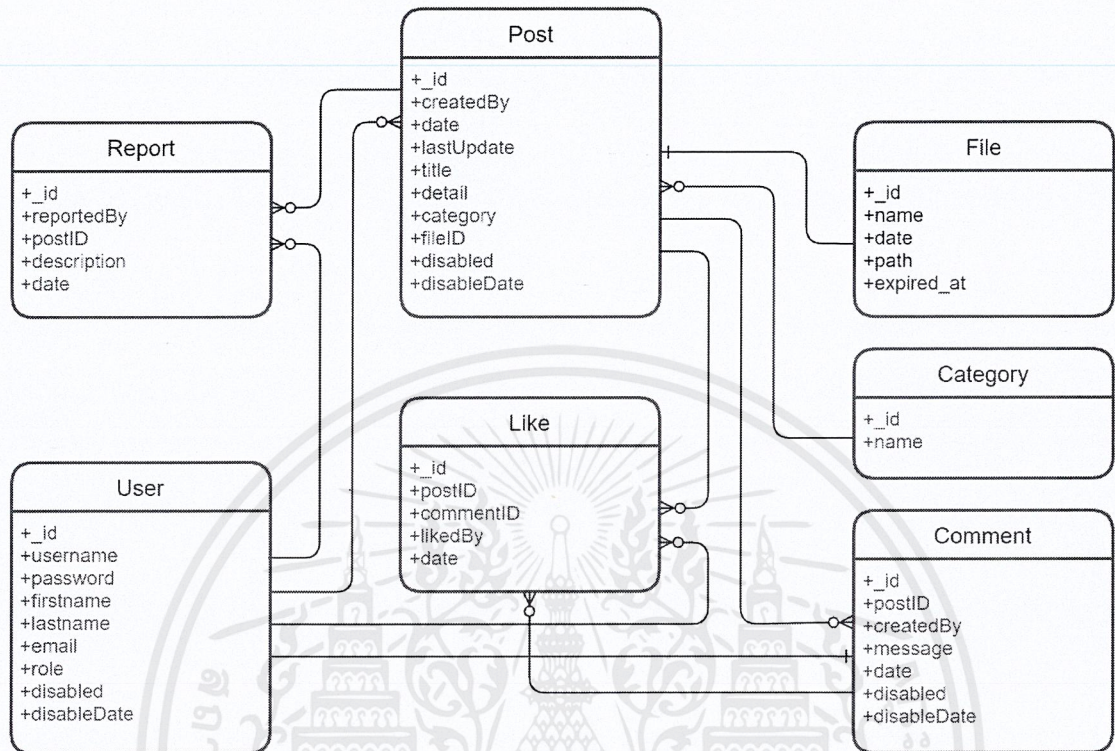 Post
+_id
+createdBy
+date
+lastUpdate
+title
+detail
+category
+fileID
+disabled
+disableDate
Report
+_id
+reportedBy
+postID
+description
+date
File
+_id
+name
+date
+path
+expired_at
Category
+_id
+name
Like
+_id
+postID
+commentID
+likedBy
+date
User
+_id
+username
+password
+firstname
+lastname
+email
+role
+disabled
+disableDate
Comment
+_id
+postID
+createdBy
+message
+date
+disabled
+disableDate